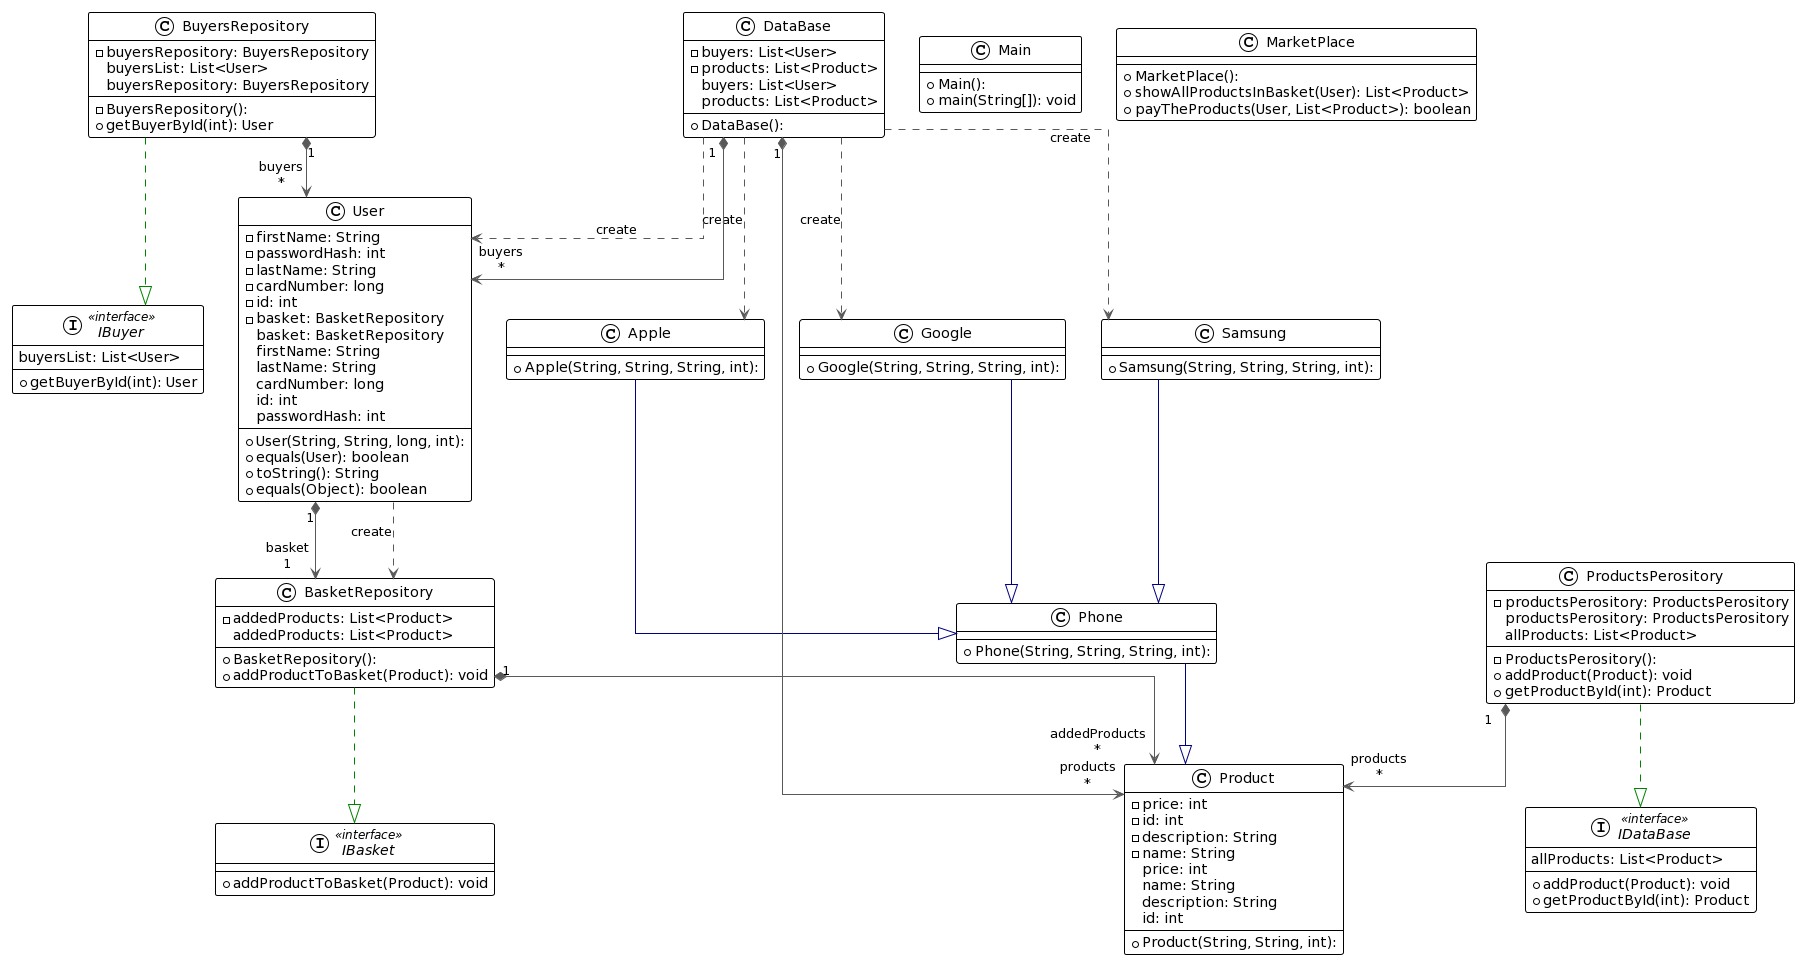 C BuyersRepository
buyersRepository: BuyersRepository
buyersList: List<User>
buyersRepository: BuyersRepository
BuyersRepository():
getBuyerById(int): User
C DataBase
buyers: List<User>
products: List<Product>
buyers: List<User>
products: List<Product>
DataBase():
C Main
Main():
main(String[]): void
C MarketPlace
MarketPlace():
showAllProductsInBasket(User): List<Product>
payTheProducts(User, List<Product>): boolean
1
buyers
*
1
1
create
create
create
create
buyers
*
C User
firstName: String
passwordHash: int
lastName: String
cardNumber: long
id: int
basket: BasketRepository
basket: BasketRepository
firstName: String
lastName: String
cardNumber: long
id: int
passwordHash: int
User(String, String, long, int):
equals(User): boolean
toString(): String
equals(Object): boolean
I «interface»
IBuyer
buyersList: List<User>
getBuyerById(int): User
C Apple
Apple(String, String, String, int):
C Google
Google(String, String, String, int):
C Samsung
Samsung(String, String, String, int):
1
create
basket
1
C BasketRepository
addedProducts: List<Product>
addedProducts: List<Product>
BasketRepository():
addProductToBasket(Product): void
1
C Phone
Phone(String, String, String, int):
C ProductsPerository
productsPerository: ProductsPerository
productsPerository: ProductsPerository
allProducts: List<Product>
ProductsPerository():
addProduct(Product): void
getProductById(int): Product
1
addedProducts
*
products
*
products
*
I «interface»
IBasket
addProductToBasket(Product): void
C Product
price: int
id: int
description: String
name: String
price: int
name: String
description: String
id: int
Product(String, String, int):
I «interface»
IDataBase
allProducts: List<Product>
addProduct(Product): void
getProductById(int): Product